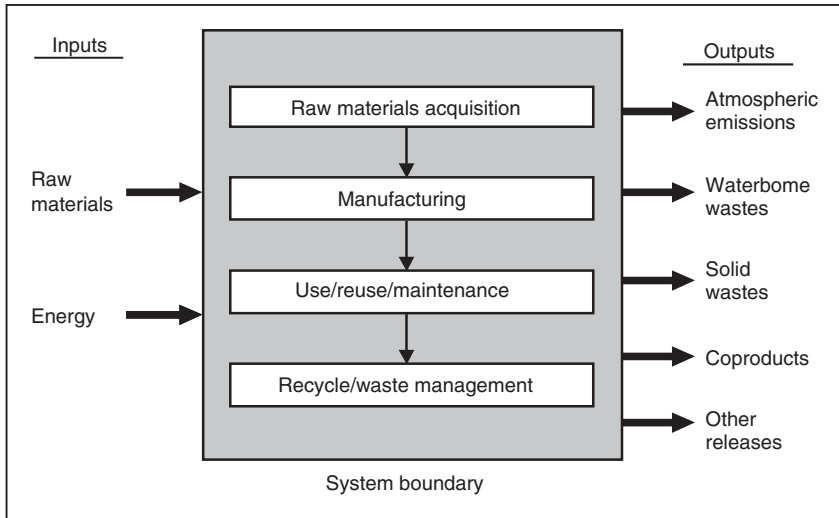 Inputs
Raw
materials
Energy
Raw materials acquisition
Manufacturing
Use/reuse/maintenance
Recycle/waste management
System boundary
Outputs
Atmospheric
emissions
Waterbome
wastes
Solid
wastes
Coproducts
Other
releases